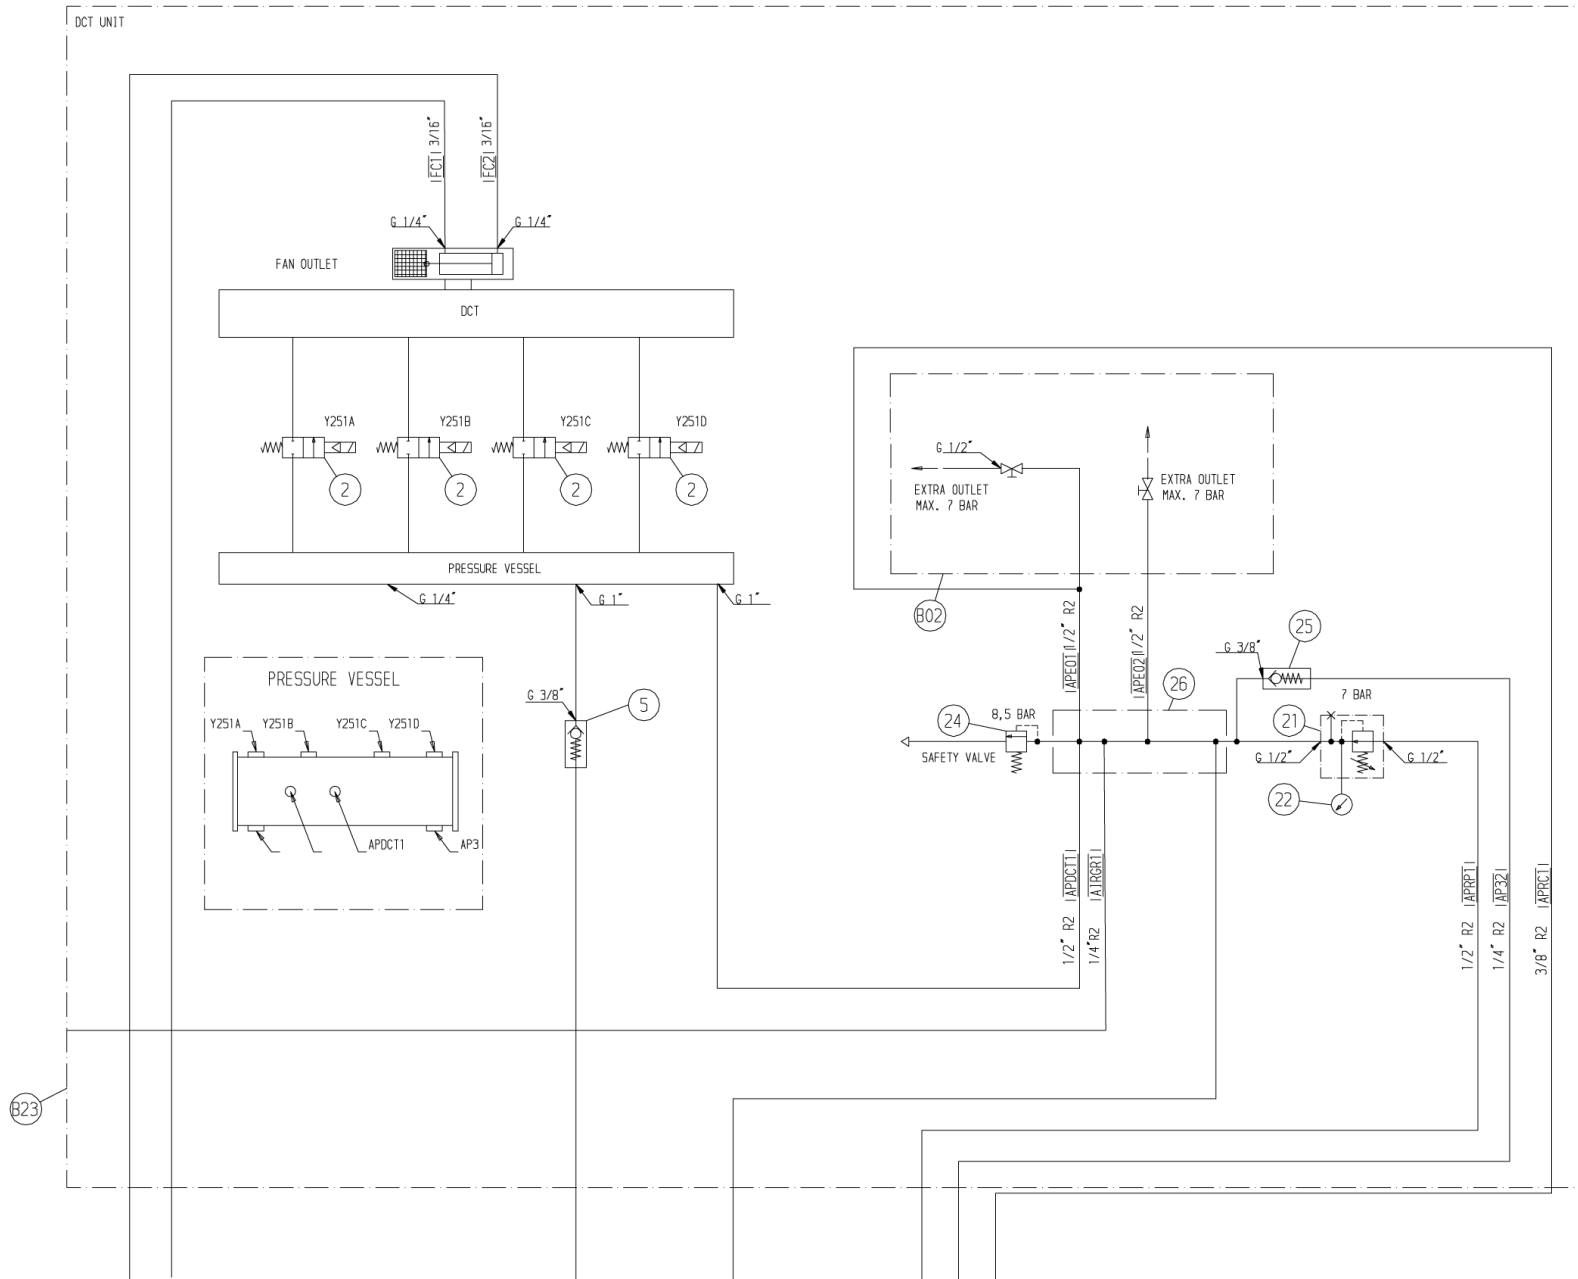 DCT UNIT
|FC1| 3/16"
|FC2| 3/16"
G 1/4"
G 1/4"
FAN OUTLET
DCT
Y251A
Y251B
Y251C
Y251D
2
2
2
2
PRESSURE VESSEL
G 1/4"
G 1"
G 1"
G 1/2"
EXTRA OUTLET
MAX. 7 BAR
EXTRA OUTLET
MAX. 7 BAR
B02
|APEO1| 1/2" R2
|APEO2| 1/2" R2
G 3/8"
25
26
7 BAR
PRESSURE VESSEL
Y251A
Y251B
Y251C
Y251D
APDCT1
AP3
G 3/8"
5
24
8,5 BAR
SAFETY VALVE
21
G 1/2"
G 1/2"
22
1/2" R2 |APDCT1|
1/4" R2 |AIRGR1|
1/2" R2 |APRP1|
1/4" R2 |AP32|
3/8" R2 |APRC1|
B23